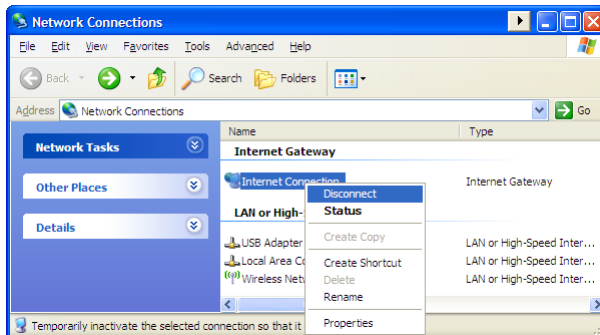 Network Connections
File Edit View Favorites Tools Advanced Help
Back Search Folders
Address Network Connections Go
Name Type
Network Tasks
Internet Gateway
Internet Connection Internet Gateway
Other Places
Disconnect
LAN or High-
Status
Details
Create Copy
USB Adapter LAN or High-Speed Inter...
Local Area Co Create Shortcut LAN or High-Speed Inter...
Wireless Netw Delete LAN or High-Speed Inter...
Rename
Temporarily inactivate the selected connection so that it
Properties